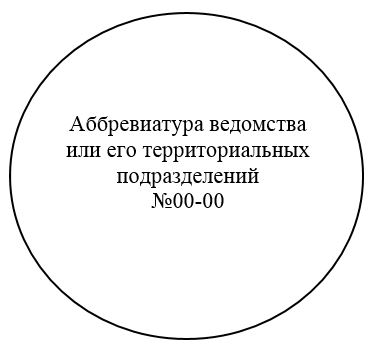 Аббревиатура ведомства
или его территориальных
подразделений
№00-00